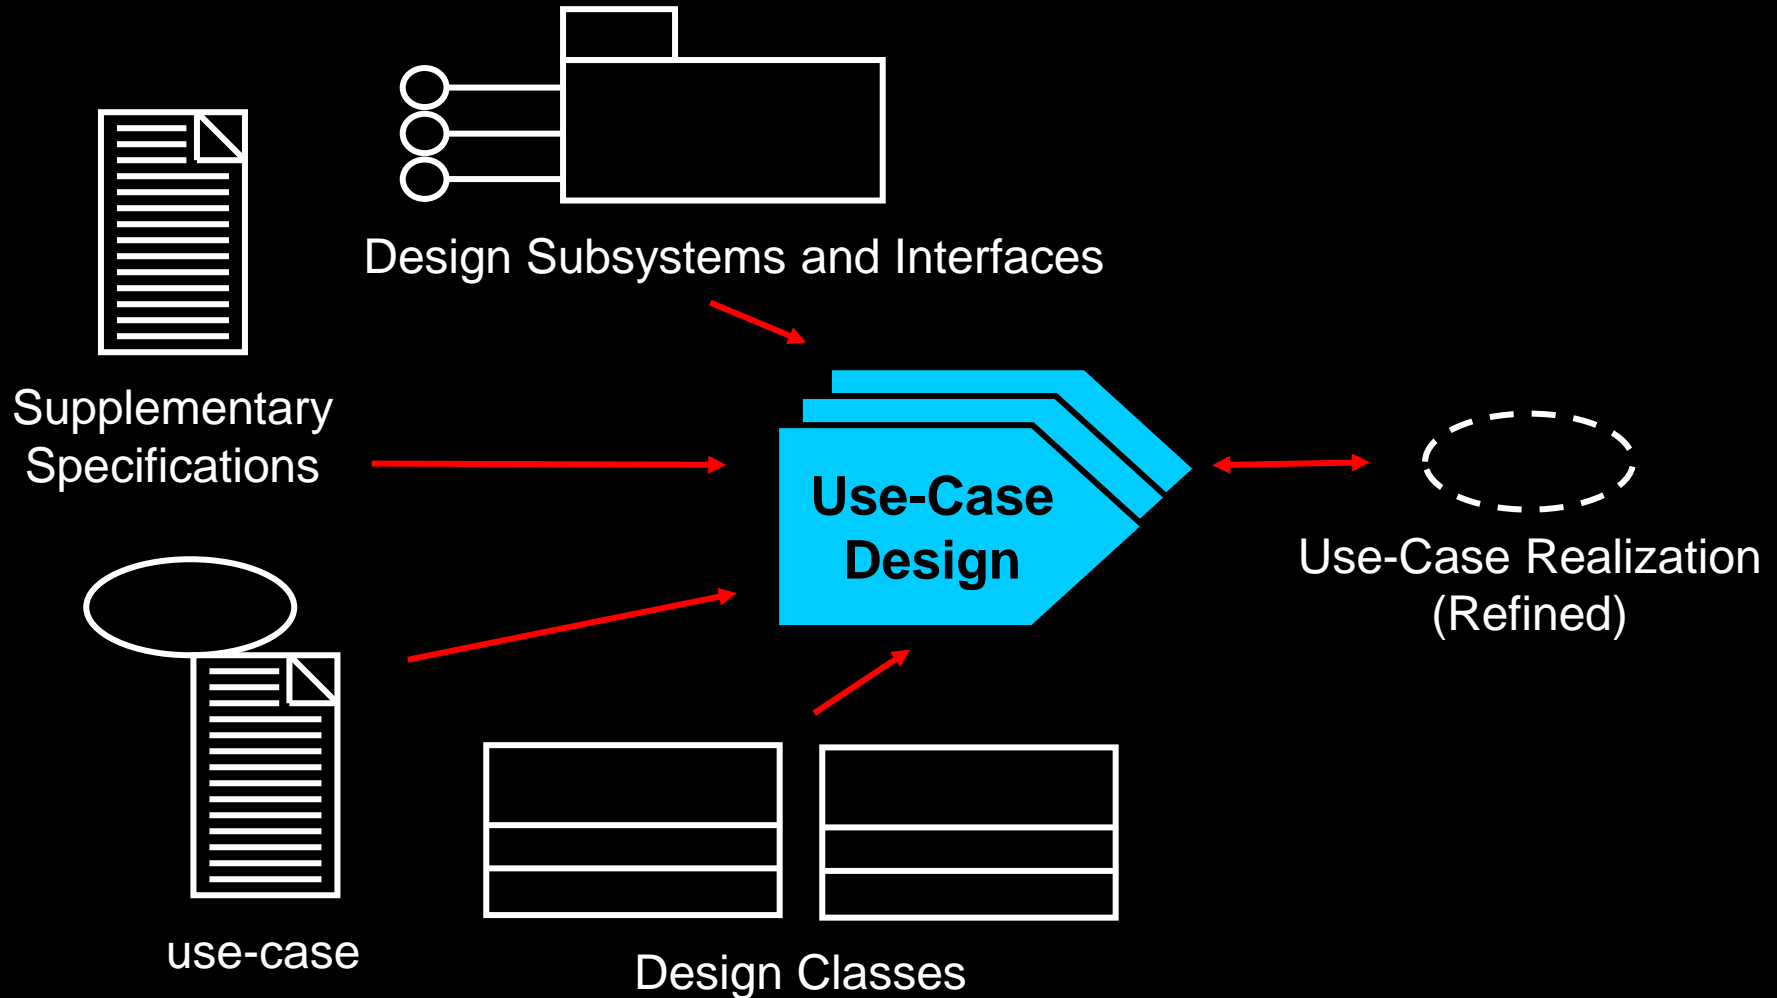 Design Subsystems and Interfaces
Supplementary
Specifications
Use-Case
Design
Use-Case Realization
(Refined)
use-case
Design Classes